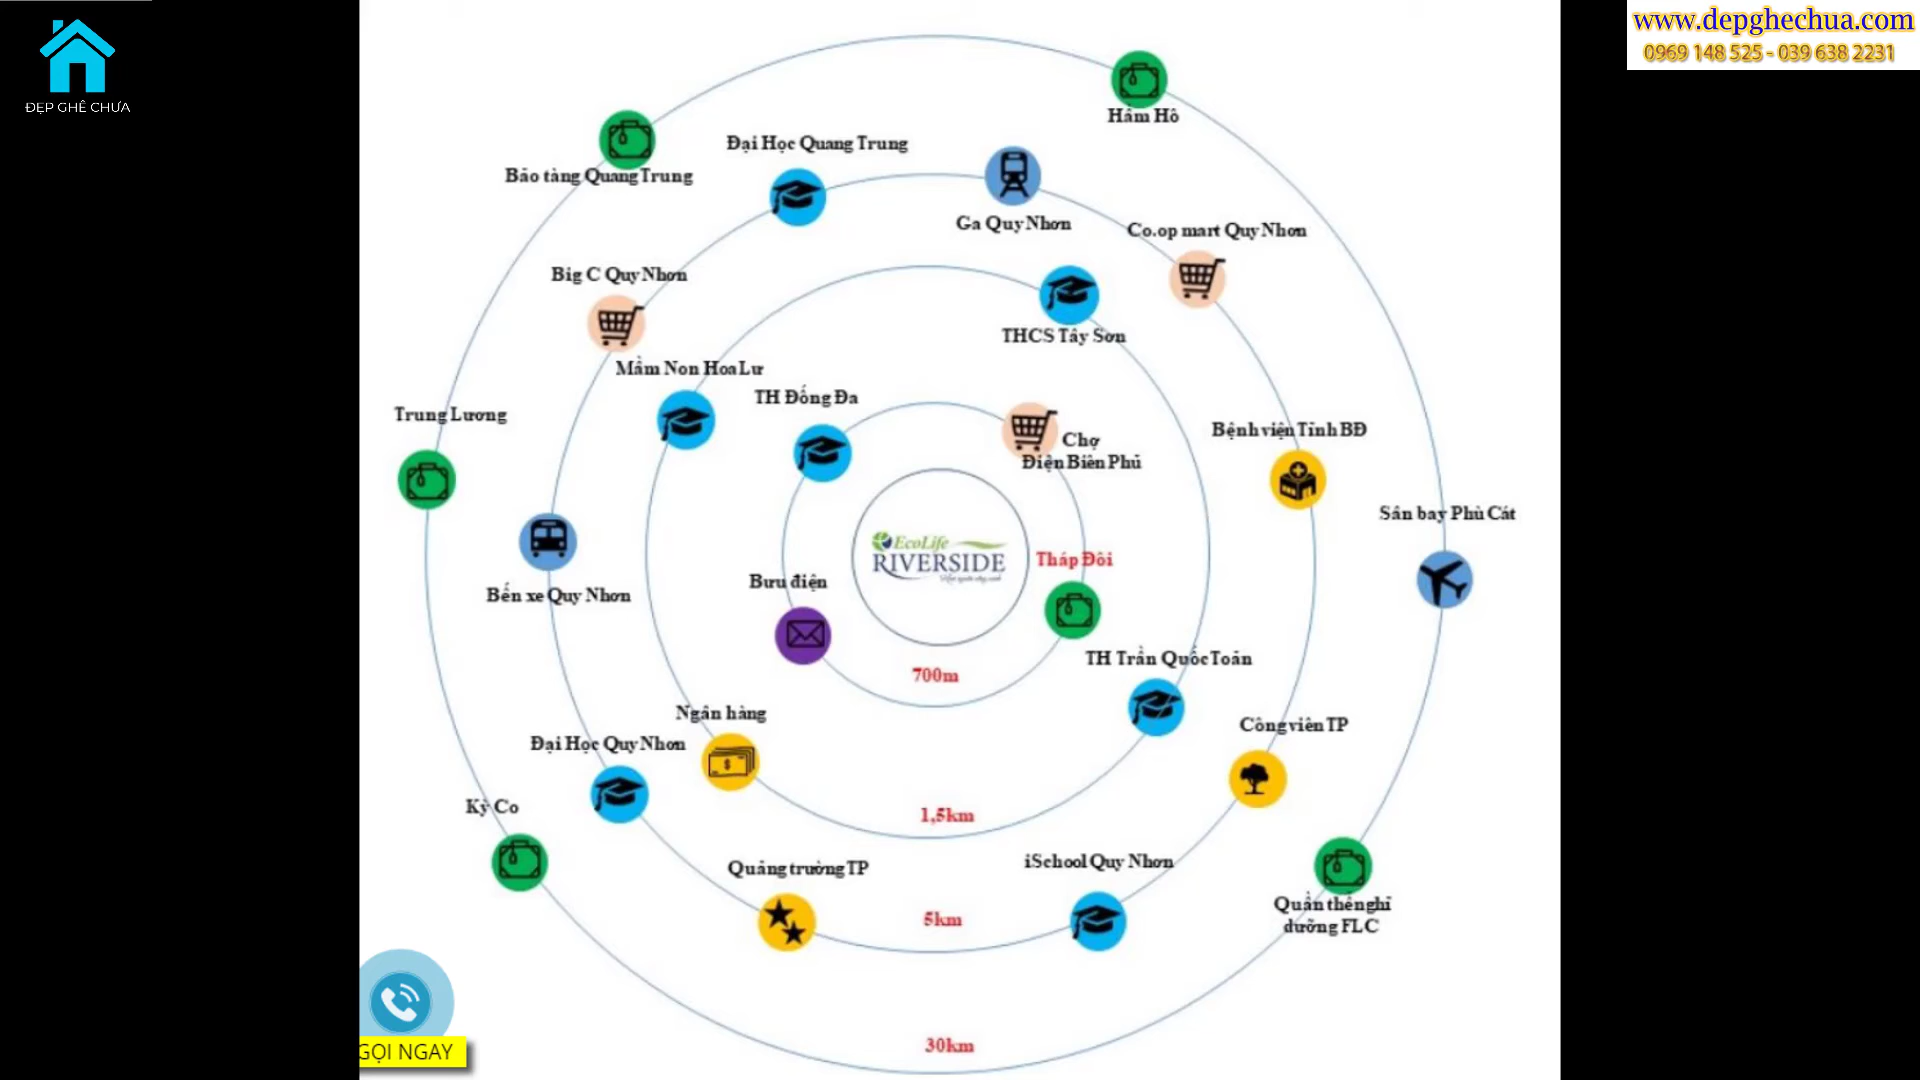 ĐẸP GHÊ CHƯA
www.depghechua.com
0969 148 525 - 039 638 2231
Hầm Hô
Đại Học Quang Trung
Bảo tàng Quang Trung
Ga Quy Nhơn
Co.op mart Quy Nhơn
Big C Quy Nhơn
THCS Tây Sơn
Mầm Non Hoa Lư
TH Đống Đa
Trung Lương
Bệnh viện Tỉnh BĐ
Chợ
Điện Biên Phủ
Sân bay Phù Cát
EcoLife
RIVERSIDE
Tháp Đôi
Bưu điện
Bến xe Quy Nhơn
TH Trần Quốc Toản
700m
Ngân hàng
Công viên TP
Đại Học Quy Nhơn
Kỳ Co
1,5km
Quảng trường TP
iSchool Quy Nhơn
5km
Quần thể nghỉ
dưỡng FLC
30km
GỌI NGAY